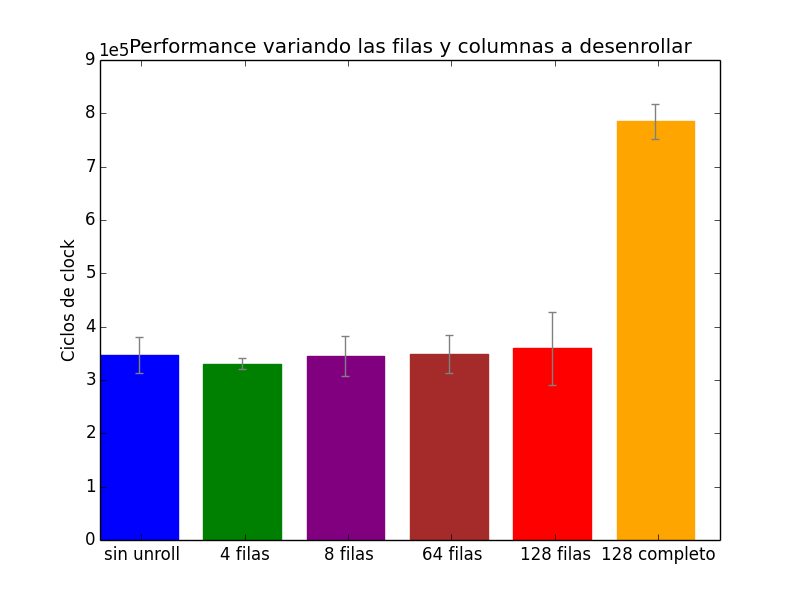 Performance variando las filas y columnas a desenrollar
1e5
9
8
7
6
5
4
3
2
1
0
Ciclos de clock
sin unroll 4 filas 8 filas 64 filas 128 filas 128 completo